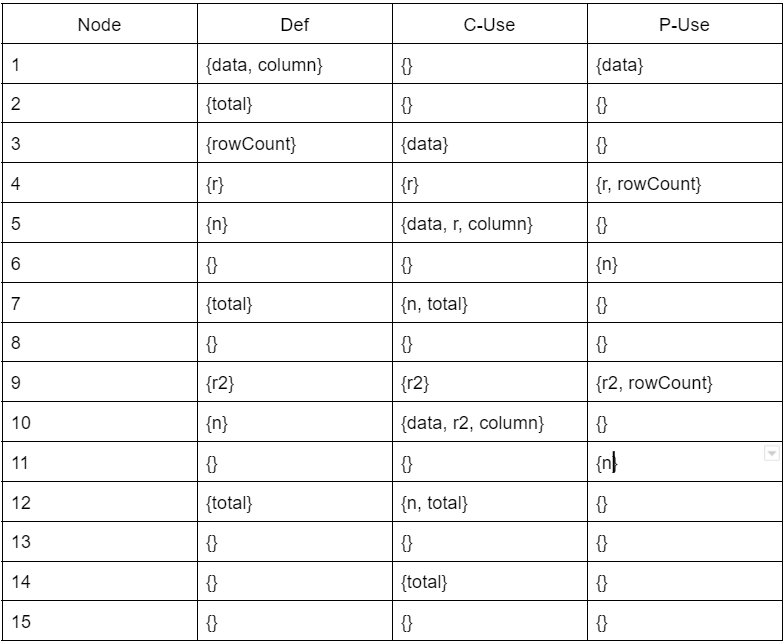 Node Def C-Use P-Use
1 {data, column} {} {data}
2 {total} {} {}
3 {rowCount} {data} {}
4 {r} {r} {r, rowCount}
5 {n} {data, r, column} {}
6 {} {} {n}
7 {total} {n, total} {}
8 {} {} {}
9 {r2} {r2} {r2, rowCount}
10 {n} {data, r2, column} {}
11 {} {} {n}
12 {total} {n, total} {}
13 {} {} {}
14 {} {total} {}
15 {} {} {}